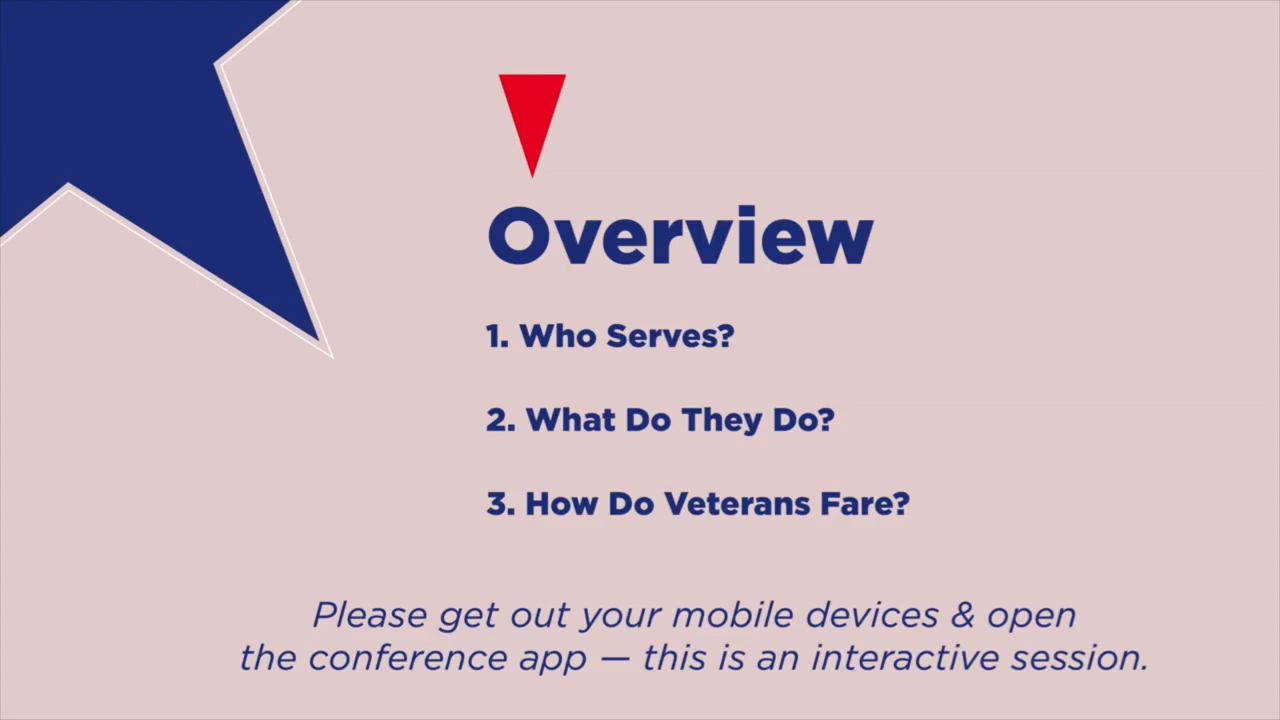 Overview
1. Who Serves?
2. What Do They Do?
3. How Do Veterans Fare?
Please get out your mobile devices & open
the conference app — this is an interactive session.